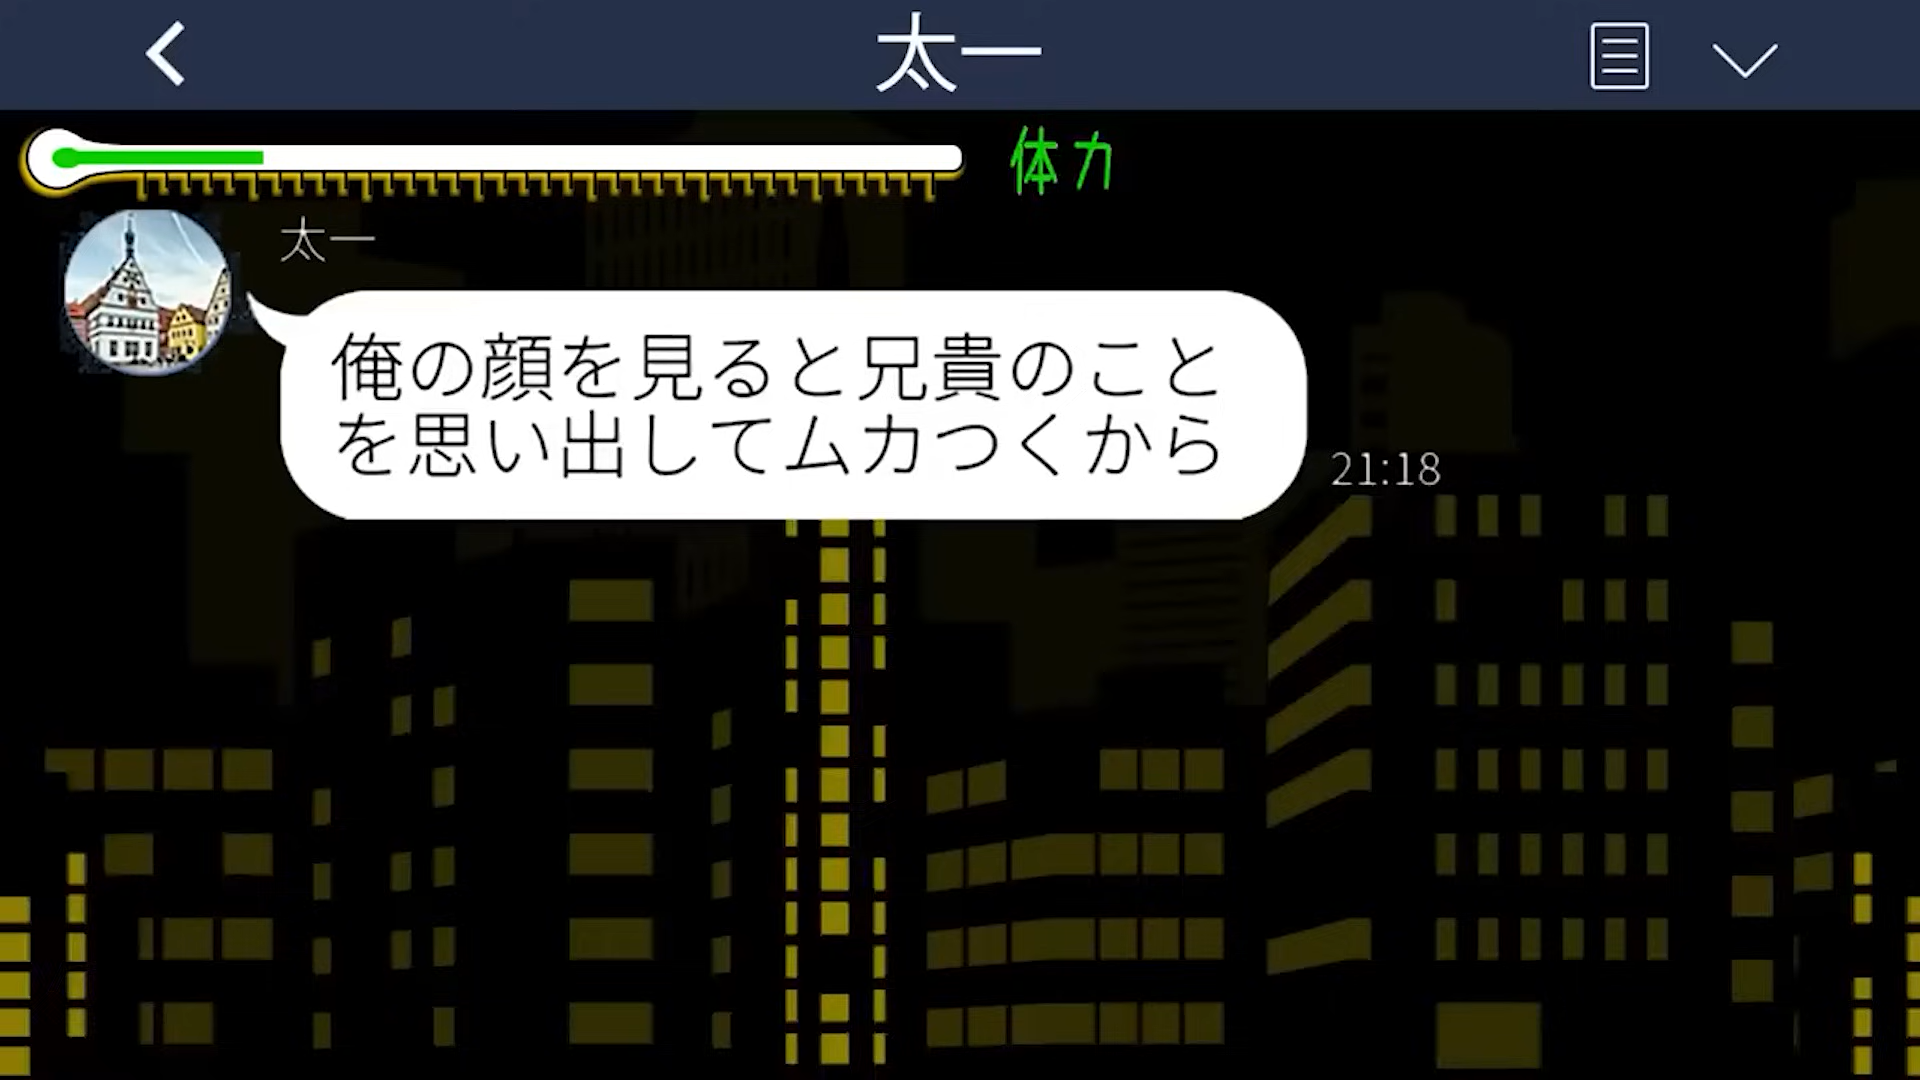 太一
体力
太一
俺の顔を見ると兄貴のこと
を思い出してムカつくから
21:18